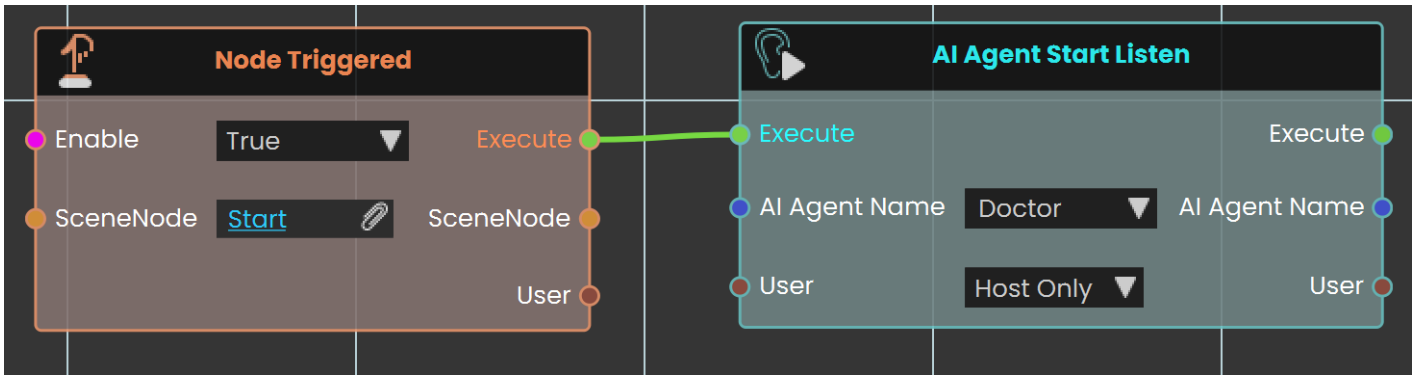 Node Triggered
Enable
True
Execute
SceneNode
Start
SceneNode
User
AI Agent Start Listen
Execute
Execute
AI Agent Name
Doctor
AI Agent Name
User
Host Only
User